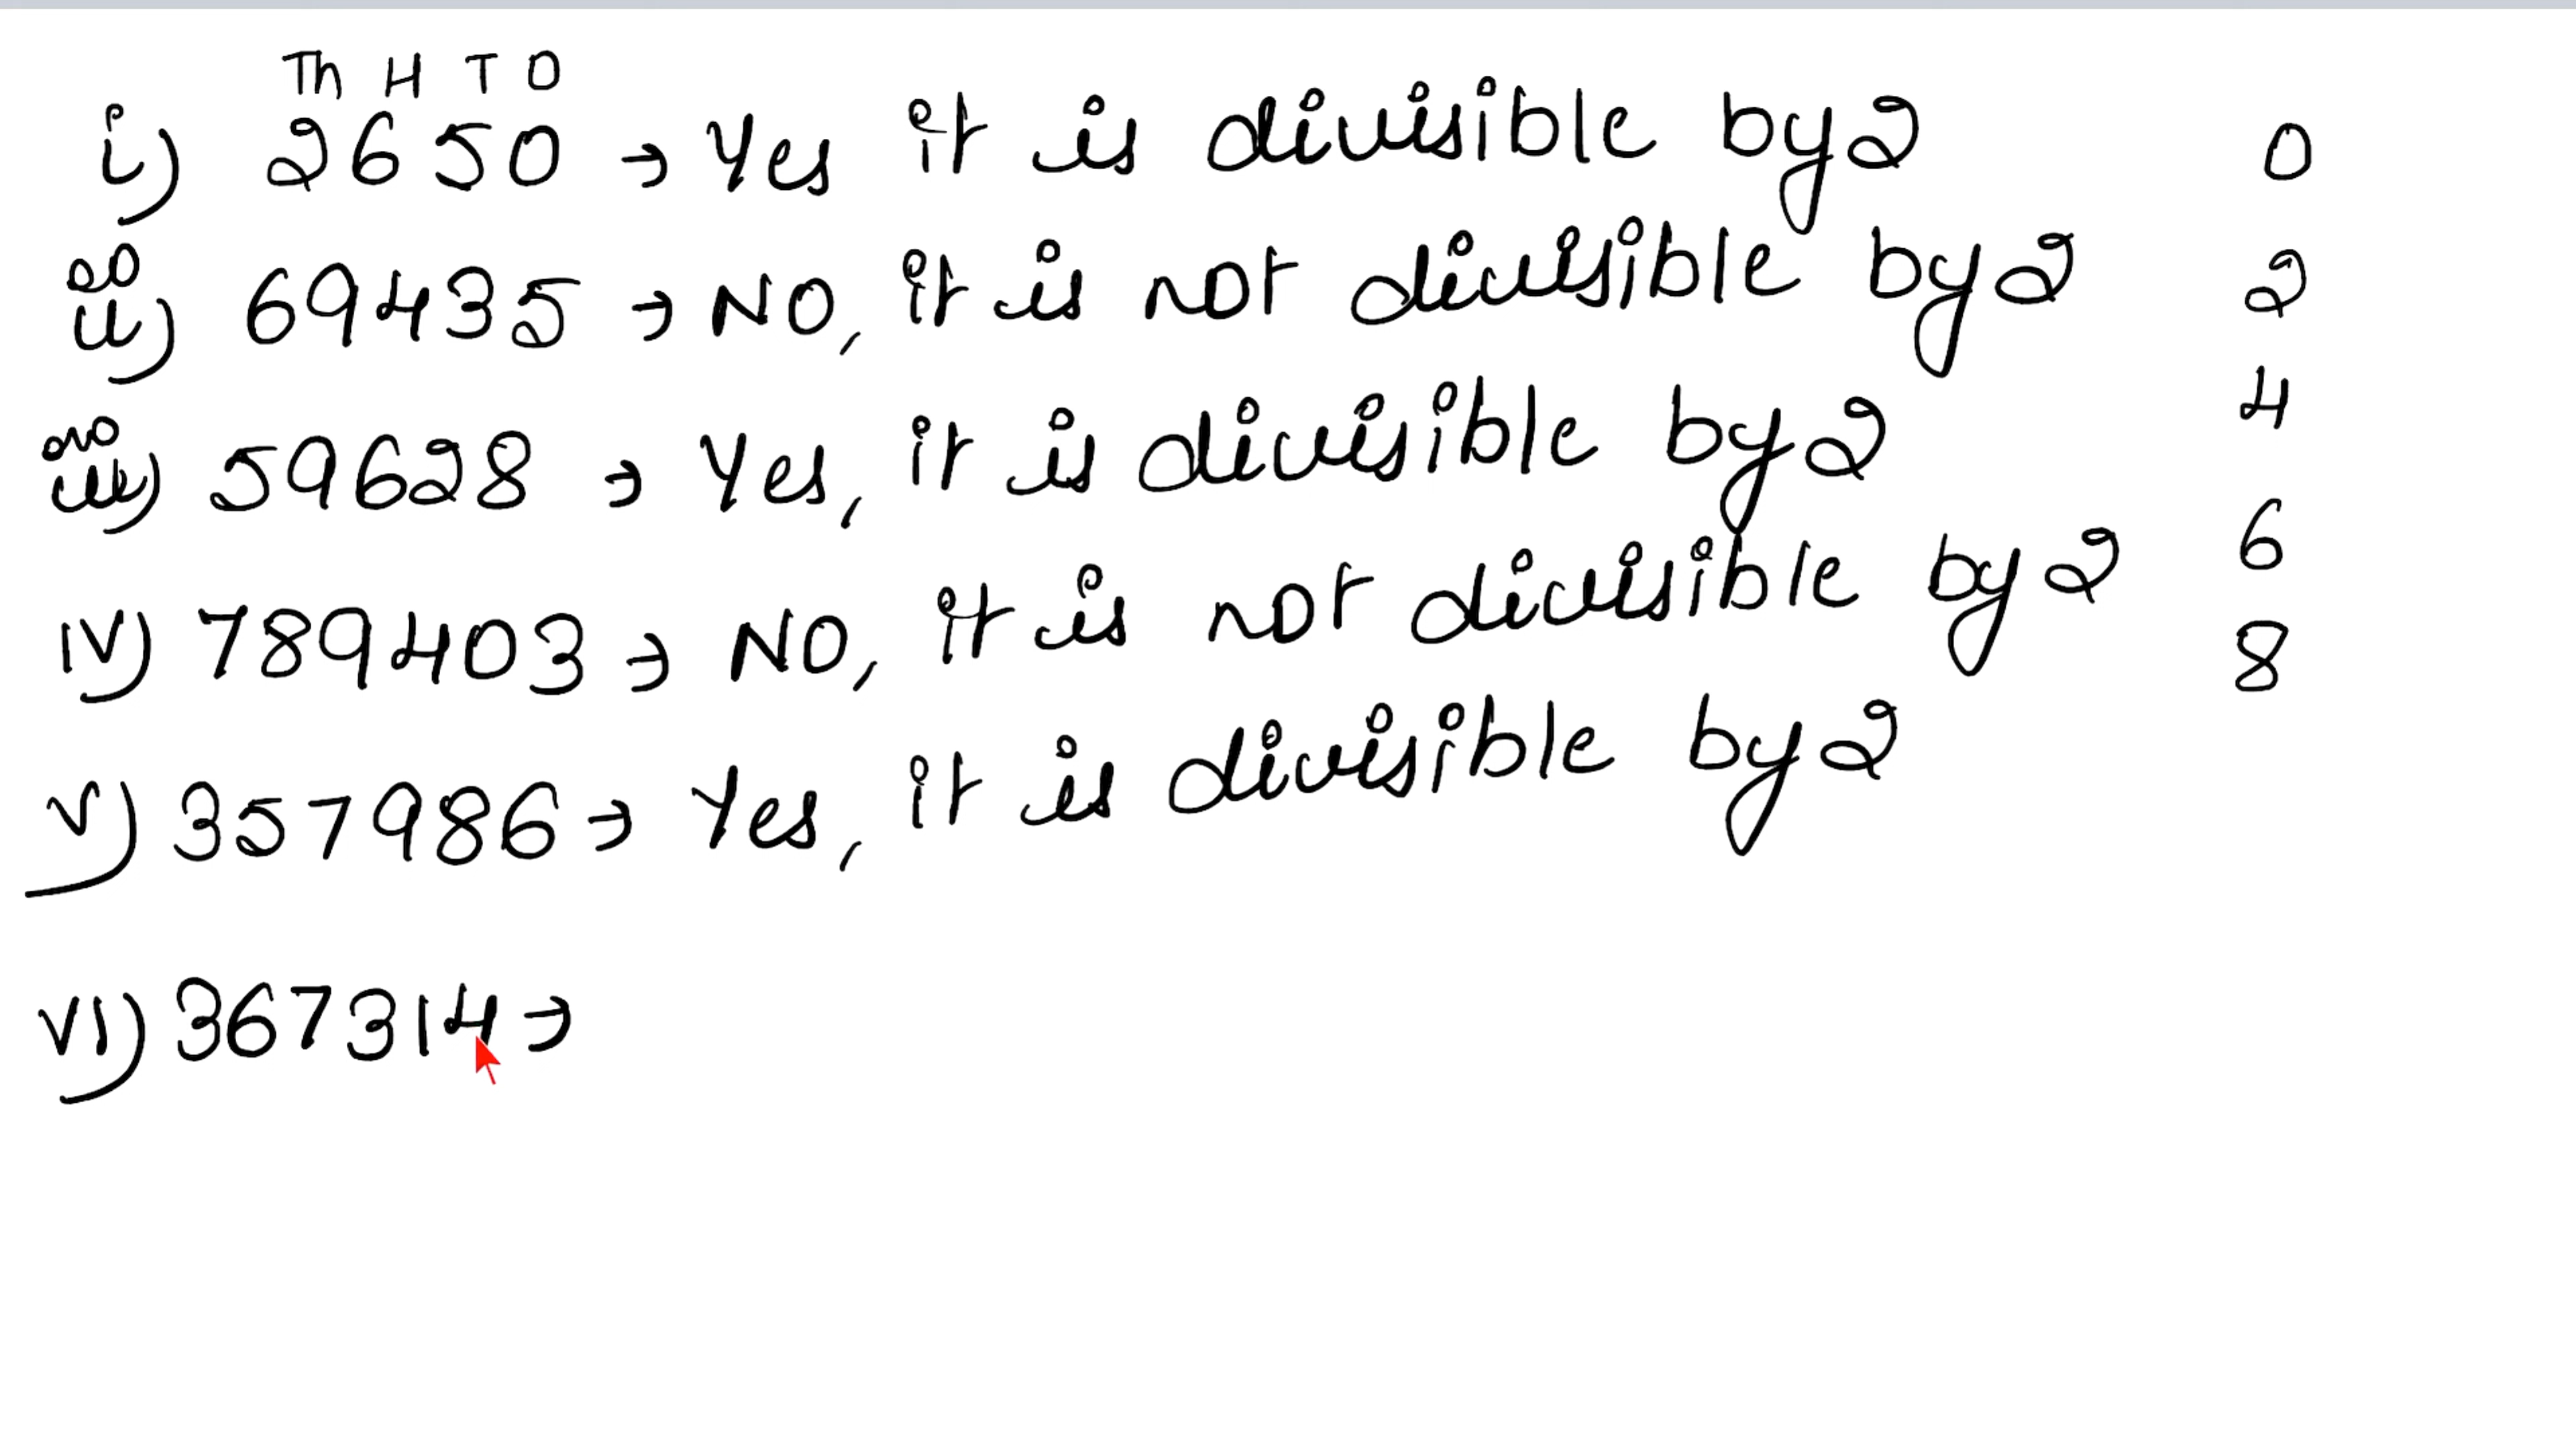 Th H T O
i) 2650 → Yes it is divisible by 2
ii) 69435 → NO, it is not divisible by 2
iii) 59628 → Yes, it is divisible by 2
iv) 789403 → NO, it is not divisible by 2
v) 357986 → Yes, it is divisible by 2
vi) 367314 →
0
2
4
6
8